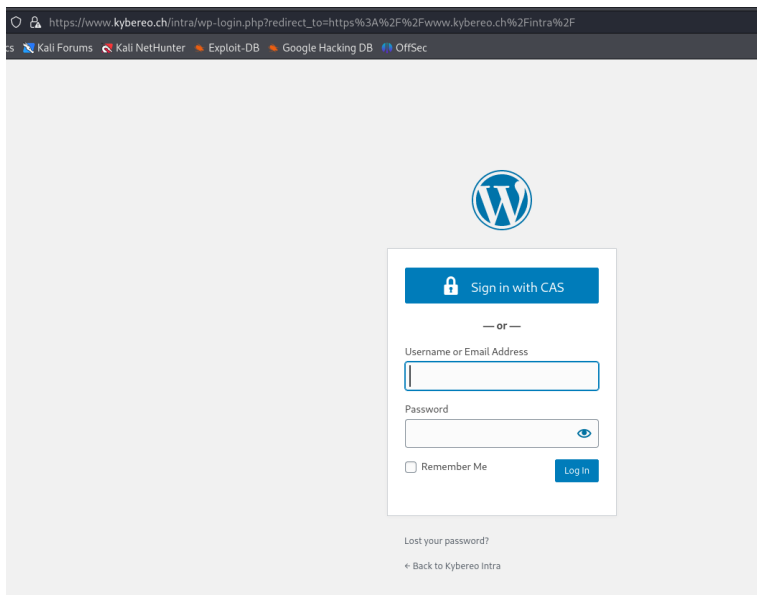 https://www.kybereo.ch/intra/wp-login.php?redirect_to=https%3A%2F%2Fwww.kybereo.ch%2Fintra%2F
cs Kali Forums Kali NetHunter Exploit-DB Google Hacking DB OffSec
W
Sign in with CAS
— or —
Username or Email Address
Password
Remember Me Log In
Lost your password?
← Back to Kybereo Intra